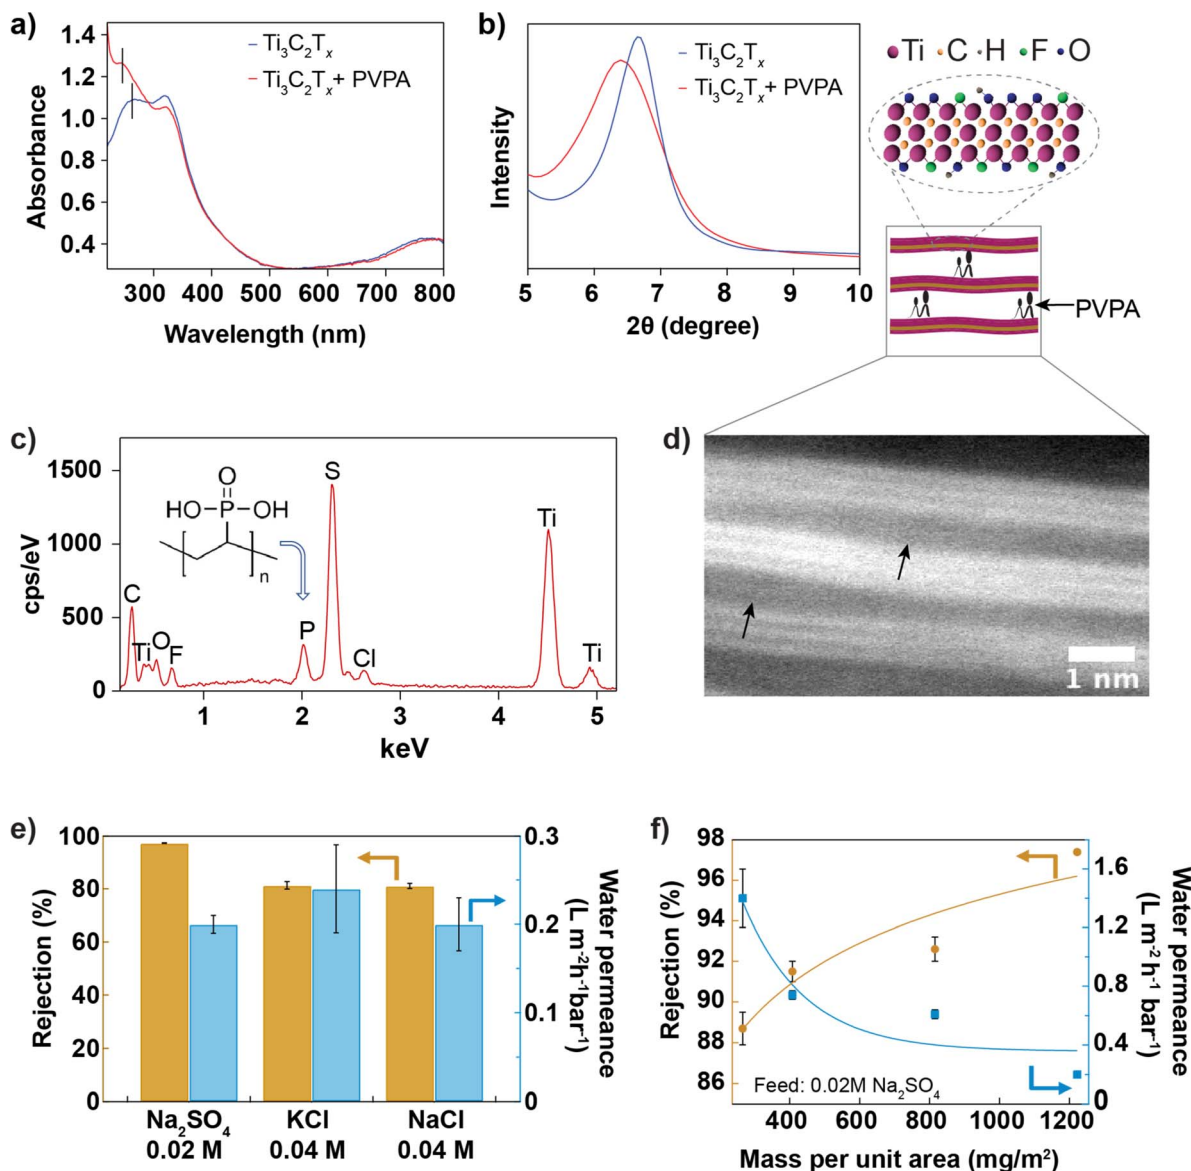 a)
Ti₃C₂Tₓ
Ti₃C₂Tₓ + PVPA
1.4
1.2
1.0
0.8
0.6
0.4
Absorbance
300 400 500 600 700 800
Wavelength (nm)
b)
Ti₃C₂Tₓ
Ti₃C₂Tₓ + PVPA
Intensity
5 6 7 8 9 10
2θ (degree)
Ti C H F O
PVPA
c)
1500
1000
500
0
cps/eV
O
HO-P-OH
n
C
Ti
O
F
P
S
Cl
Ti
Ti
1 2 3 4 5
keV
d)
1 nm
e)
100
80
60
40
20
0
Rejection (%)
0.3
0.2
0.1
0
Water permeance
(L m⁻²h⁻¹bar⁻¹)
Na₂SO₄ KCl NaCl
0.02 M 0.04 M 0.04 M
f)
98
96
94
92
90
88
86
Rejection (%)
1.6
1.2
0.8
0.4
0
Water permeance
(L m⁻²h⁻¹ bar⁻¹)
Feed: 0.02M Na₂SO₄
400 600 800 1000 1200
Mass per unit area (mg/m²)